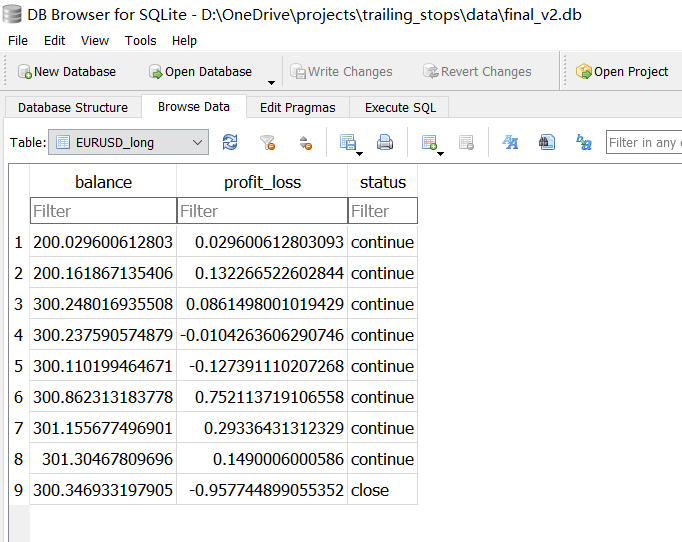 DB Browser for SQLite - D:\OneDrive\projects\trailing_stops\data\final_v2.db
File Edit View Tools Help
New Database Open Database Write Changes Revert Changes Open Project
Database Structure Browse Data Edit Pragmas Execute SQL
Table: EURUSD_long Filter in any
balance profit_loss status
Filter Filter Filter
1 200.029600612803 0.029600612803093 continue
2 200.161867135406 0.132266522602844 continue
3 300.248016935508 0.0861498001019429 continue
4 300.237590574879 -0.0104263606290746 continue
5 300.110199464671 -0.127391110207268 continue
6 300.862313183778 0.752113719106558 continue
7 301.155677496901 0.29336431312329 continue
8 301.30467809696 0.1490006000586 continue
9 300.346933197905 -0.957744899055352 close